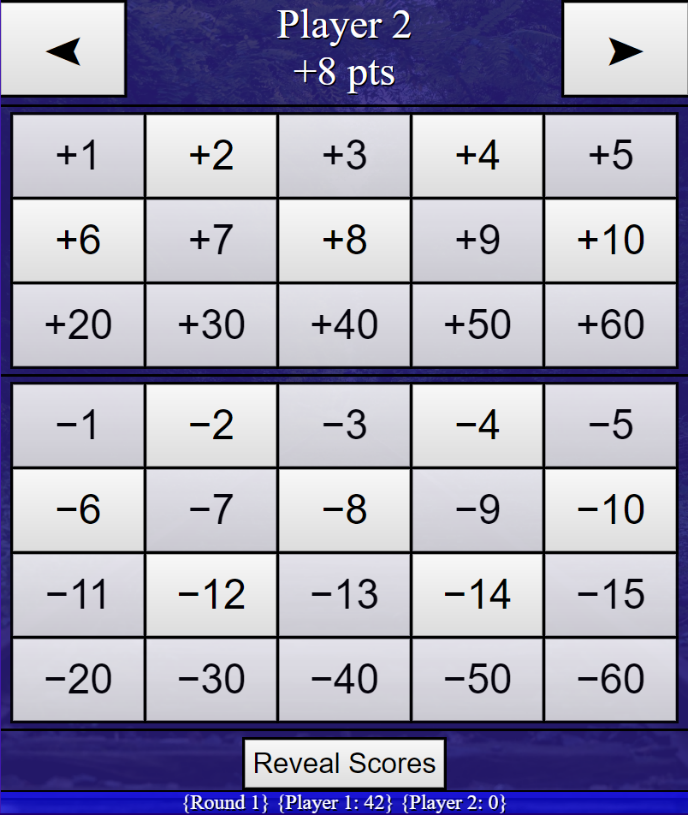 Player 2
+8 pts
+1 +2 +3 +4 +5
+6 +7 +8 +9 +10
+20 +30 +40 +50 +60
−1 −2 −3 −4 −5
−6 −7 −8 −9 −10
−11 −12 −13 −14 −15
−20 −30 −40 −50 −60
Reveal Scores
{Round 1} {Player 1: 42} {Player 2: 0}